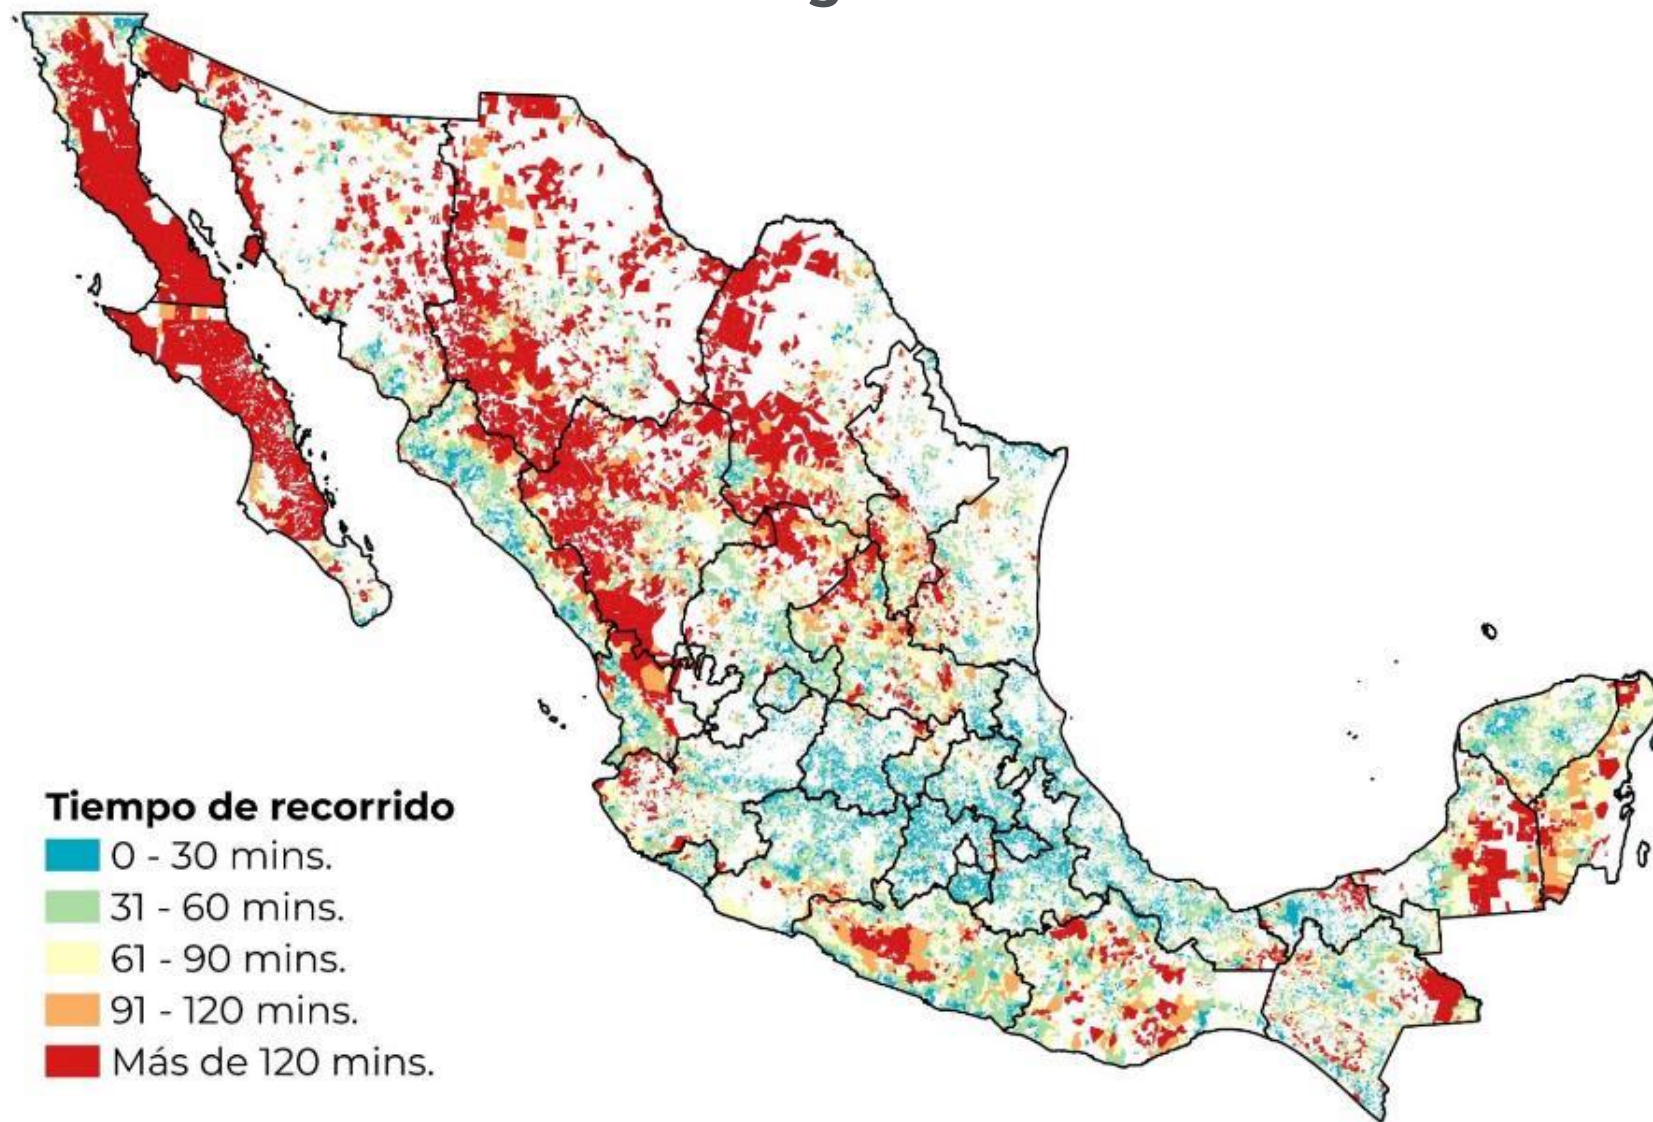 Tiempo de recorrido
0 - 30 mins.
31 - 60 mins.
61 - 90 mins.
91 - 120 mins.
Más de 120 mins.